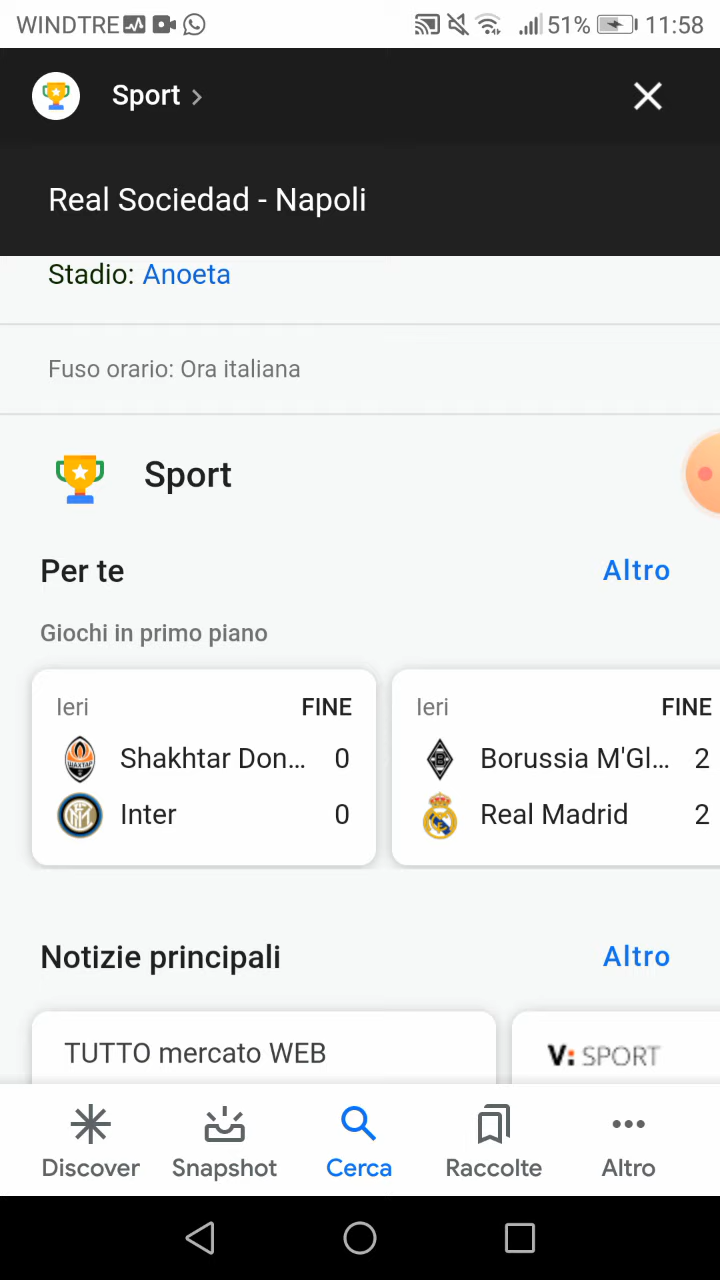 WINDTRE 51% 11:58
Sport
Real Sociedad - Napoli
Stadio: Anoeta
Fuso orario: Ora italiana
Sport
Per te Altro
Giochi in primo piano
Ieri FINE
Shakhtar Don... 0
Inter 0
Ieri FINE
Borussia M'Gl... 2
Real Madrid 2
Notizie principali Altro
TUTTO mercato WEB
V: SPORT
Discover Snapshot Cerca Raccolte Altro